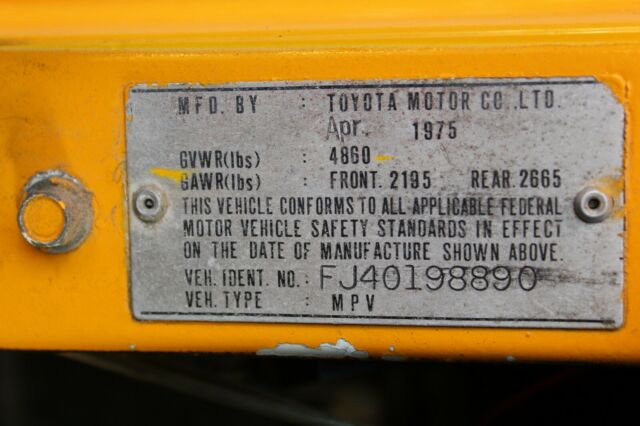 MFD. BY : TOYOTA MOTOR CO.,LTD.
Apr. 1975
GVWR(lbs) : 4860
GAWR(lbs) : FRONT. 2195 REAR. 2665
THIS VEHICLE CONFORMS TO ALL APPLICABLE FEDERAL
MOTOR VEHICLE SAFETY STANDARDS IN EFFECT
ON THE DATE OF MANUFACTURE SHOWN ABOVE.
VEH. IDENT. NO. : FJ40198890
VEH. TYPE : MPV